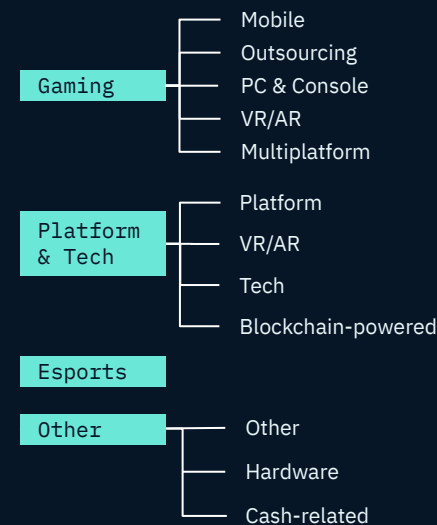 Gaming
Mobile
Outsourcing
PC & Console
VR/AR
Multiplatform
Platform
& Tech
Platform
VR/AR
Tech
Blockchain-powered
Esports
Other
Other
Hardware
Cash-related